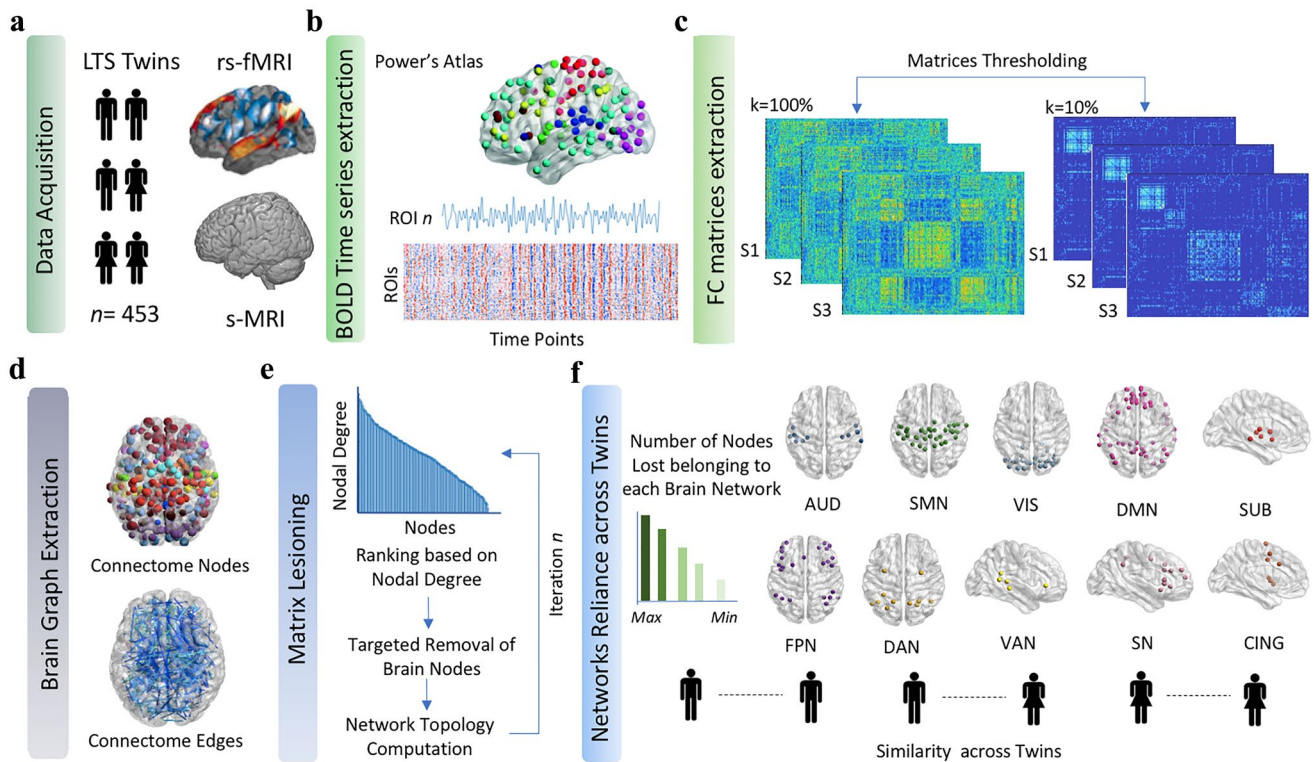 a
Data Acquisition
LTS Twins
rs-fMRI
n= 453
s-MRI
b
BOLD Time series extraction
Power's Atlas
ROI n
ROIs
Time Points
c
FC matrices extraction
Matrices Thresholding
k=100%
S1
S2
S3
k=10%
S1
S2
S3
d
Brain Graph Extraction
Connectome Nodes
Connectome Edges
e
Matrix Lesioning
Nodal Degree
Nodes
Ranking based on
Nodal Degree
Targeted Removal of
Brain Nodes
Network Topology
Computation
Iteration n
f
Networks Reliance across Twins
Number of Nodes
Lost belonging to
each Brain Network
Max
Min
AUD
SMN
VIS
DMN
SUB
FPN
DAN
VAN
SN
CING
Similarity across Twins